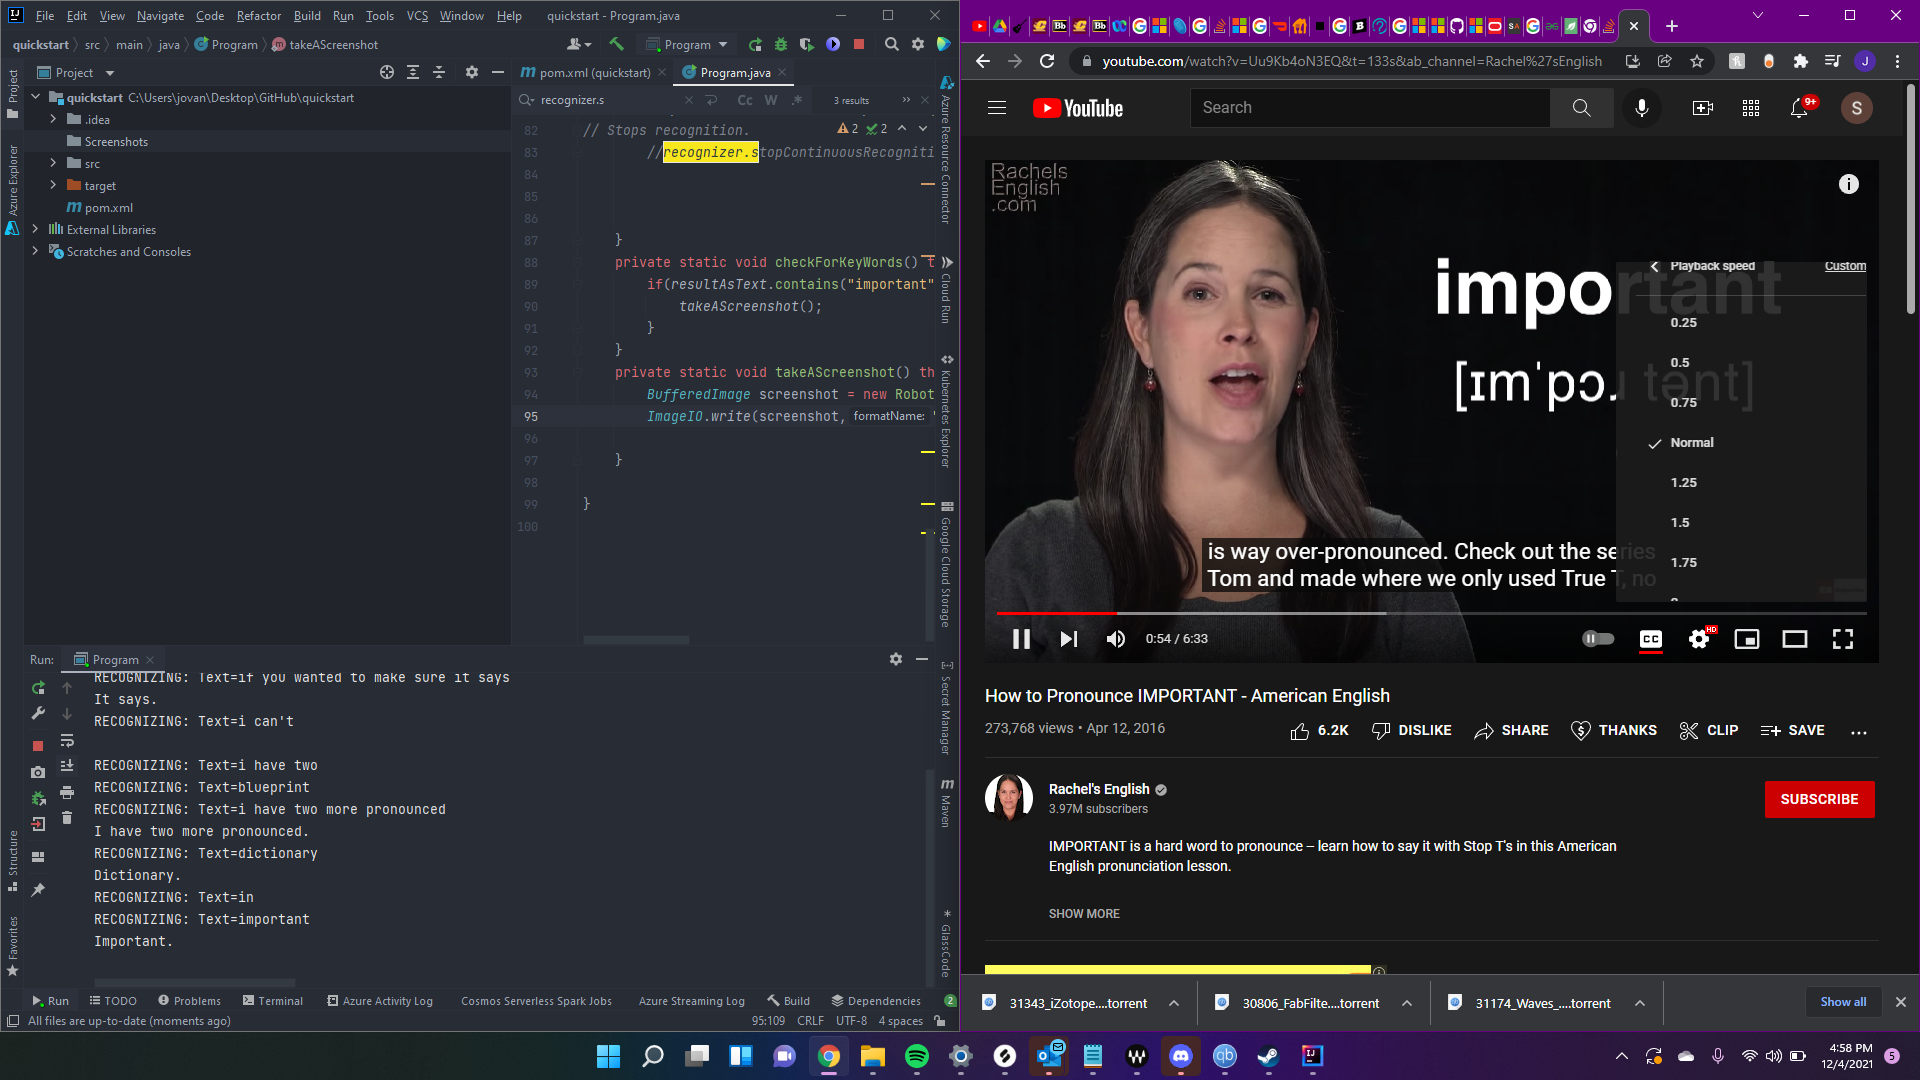 File Edit View Navigate Code Refactor Build Run Tools VCS Window Help quickstart - Program.java
quickstart src main java Program takeAScreenshot Program
Project
pom.xml (quickstart) Program.java
quickstart C:\Users\jovan\Desktop\GitHub\quickstart
.idea
Screenshots
src
target
pom.xml
External Libraries
Scratches and Consoles
recognizer.s Cc W .* 3 results
2 2
82 // Stops recognition.
83 //recognizer.stopContinuousRecogniti
84
85
86
87 }
88 private static void checkForKeyWords() t
89 if(resultAsText.contains("important"
90 takeAScreenshot();
91 }
92 }
93 private static void takeAScreenshot() th
94 BufferedImage screenshot = new Robot
95 ImageIO.write(screenshot, formatName: "
96
97 }
98
99 }
100
Project
Azure Explorer
Structure
Favorites
Azure Resource Connector
Cloud Run
Kubernetes Explorer
Google Cloud Storage
Secret Manager
Maven
GlassCode
Run: Program
RECOGNIZING: Text=if you wanted to make sure it says
It says.
RECOGNIZING: Text=i can't
RECOGNIZING: Text=i have two
RECOGNIZING: Text=blueprint
RECOGNIZING: Text=i have two more pronounced
I have two more pronounced.
RECOGNIZING: Text=dictionary
Dictionary.
RECOGNIZING: Text=in
RECOGNIZING: Text=important
Important.
Run TODO Problems Terminal Azure Activity Log Cosmos Serverless Spark Jobs Azure Streaming Log Build Dependencies 2
All files are up-to-date (moments ago) 95:109 CRLF UTF-8 4 spaces
youtube.com/watch?v=Uu9Kb4oN3EQ&t=133s&ab_channel=Rachel%27sEnglish J
YouTube Search 9+ S
Rachels
English
.com
important
[ɪmˈpɔɹ tənt]
Playback speed Custom
0.25
0.5
0.75
Normal
1.25
1.5
1.75
is way over-pronounced. Check out the series
Tom and made where we only used True T, no
0:54 / 6:33 CC HD
How to Pronounce IMPORTANT - American English
273,768 views • Apr 12, 2016 6.2K DISLIKE SHARE THANKS CLIP SAVE ...
Rachel's English
3.97M subscribers
SUBSCRIBE
IMPORTANT is a hard word to pronounce – learn how to say it with Stop T's in this American
English pronunciation lesson.
SHOW MORE
31343_iZotope....torrent 30806_FabFilte....torrent 31174_Waves_....torrent Show all
4:58 PM
12/4/2021 5